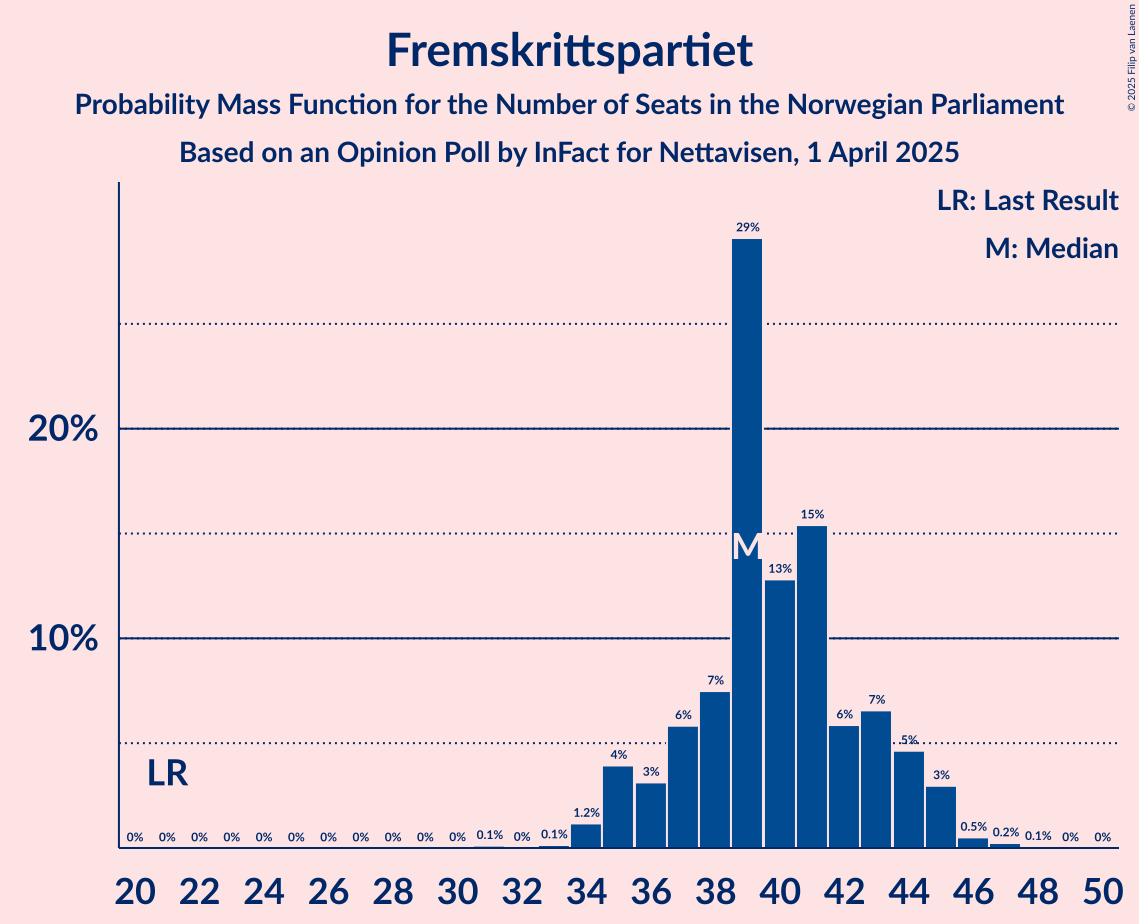 Fremskrittspartiet
Probability Mass Function for the Number of Seats in the Norwegian Parliament
Based on an Opinion Poll by InFact for Nettavisen, 1 April 2025
© 2025 Filip van Laenen
LR: Last Result
M: Median
29%
20%
15%
M
13%
10%
7%
6%
6%
7%
5%
4%
3%
3%
LR
0% 0% 0% 0% 0% 0% 0% 0% 0% 0% 0% 0.1% 0% 0.1% 1.2% 0.5% 0.2% 0.1% 0% 0%
20 22 24 26 28 30 32 34 36 38 40 42 44 46 48 50